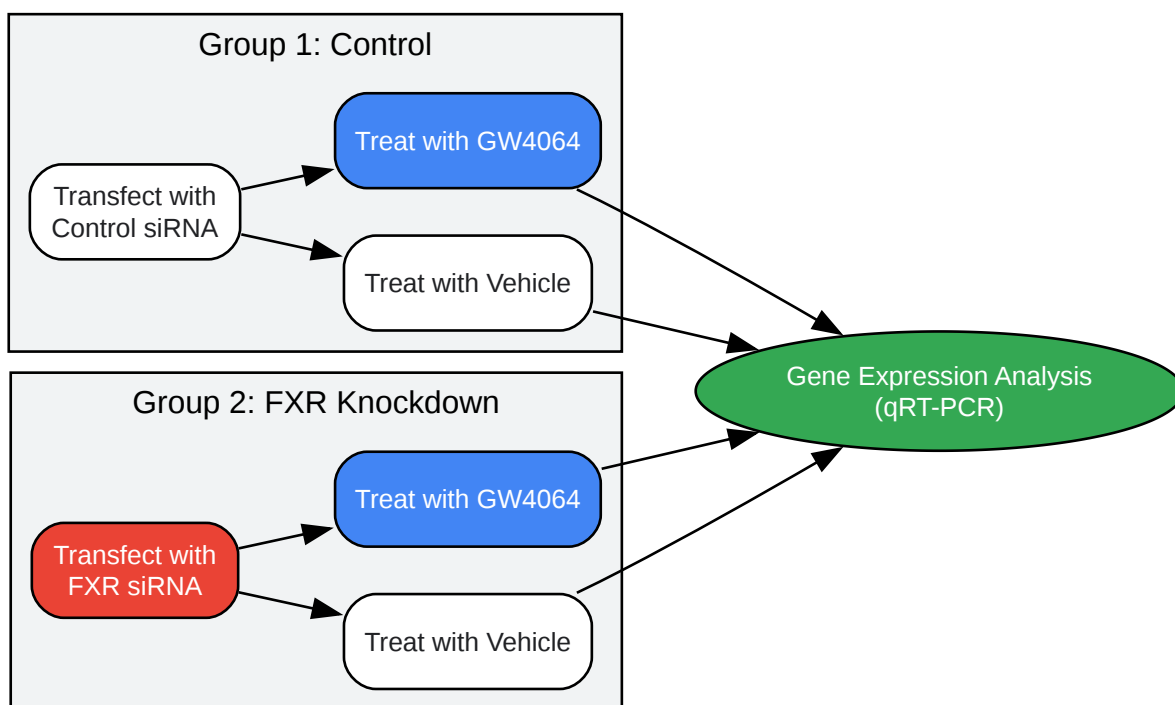 Group 1: Control
Treat with GW4064
Transfect with
Control siRNA
Treat with Vehicle
Gene Expression Analysis
(qRT-PCR)
Group 2: FXR Knockdown
Treat with GW4064
Transfect with
FXR siRNA
Treat with Vehicle